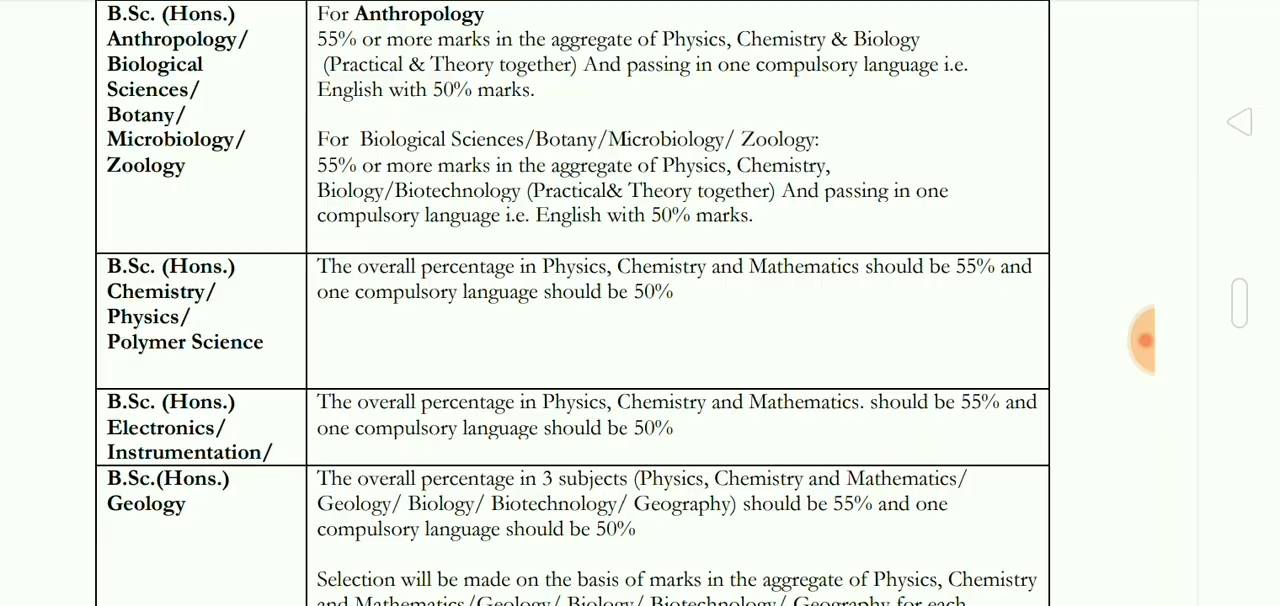 B.Sc. (Hons.)
Anthropology/
Biological
Sciences/
Botany/
Microbiology/
Zoology
For Anthropology
55% or more marks in the aggregate of Physics, Chemistry & Biology
(Practical & Theory together) And passing in one compulsory language i.e.
English with 50% marks.
For Biological Sciences/Botany/Microbiology/ Zoology:
55% or more marks in the aggregate of Physics, Chemistry,
Biology/Biotechnology (Practical& Theory together) And passing in one
compulsory language i.e. English with 50% marks.
B.Sc. (Hons.)
Chemistry/
Physics/
Polymer Science
The overall percentage in Physics, Chemistry and Mathematics should be 55% and
one compulsory language should be 50%
B.Sc. (Hons.)
Electronics/
Instrumentation/
The overall percentage in Physics, Chemistry and Mathematics. should be 55% and
one compulsory language should be 50%
B.Sc.(Hons.)
Geology
The overall percentage in 3 subjects (Physics, Chemistry and Mathematics/
Geology/ Biology/ Biotechnology/ Geography) should be 55% and one
compulsory language should be 50%
Selection will be made on the basis of marks in the aggregate of Physics, Chemistry
and Mathematics/Geology/ Biology/ Biotechnology/ Geography for each